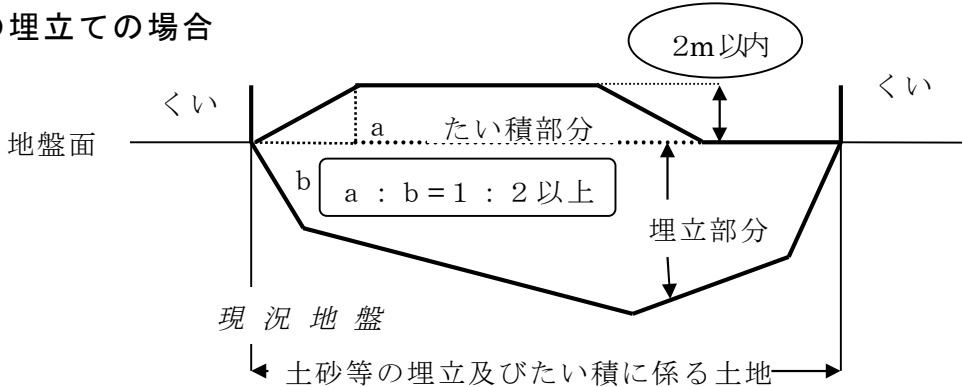 の埋立ての場合
2m以内
くい
くい
地盤面
a
たい積部分
b
a : b=1 : 2以上
埋立部分
現 況 地 盤
土砂等の埋立及びたい積に係る土地